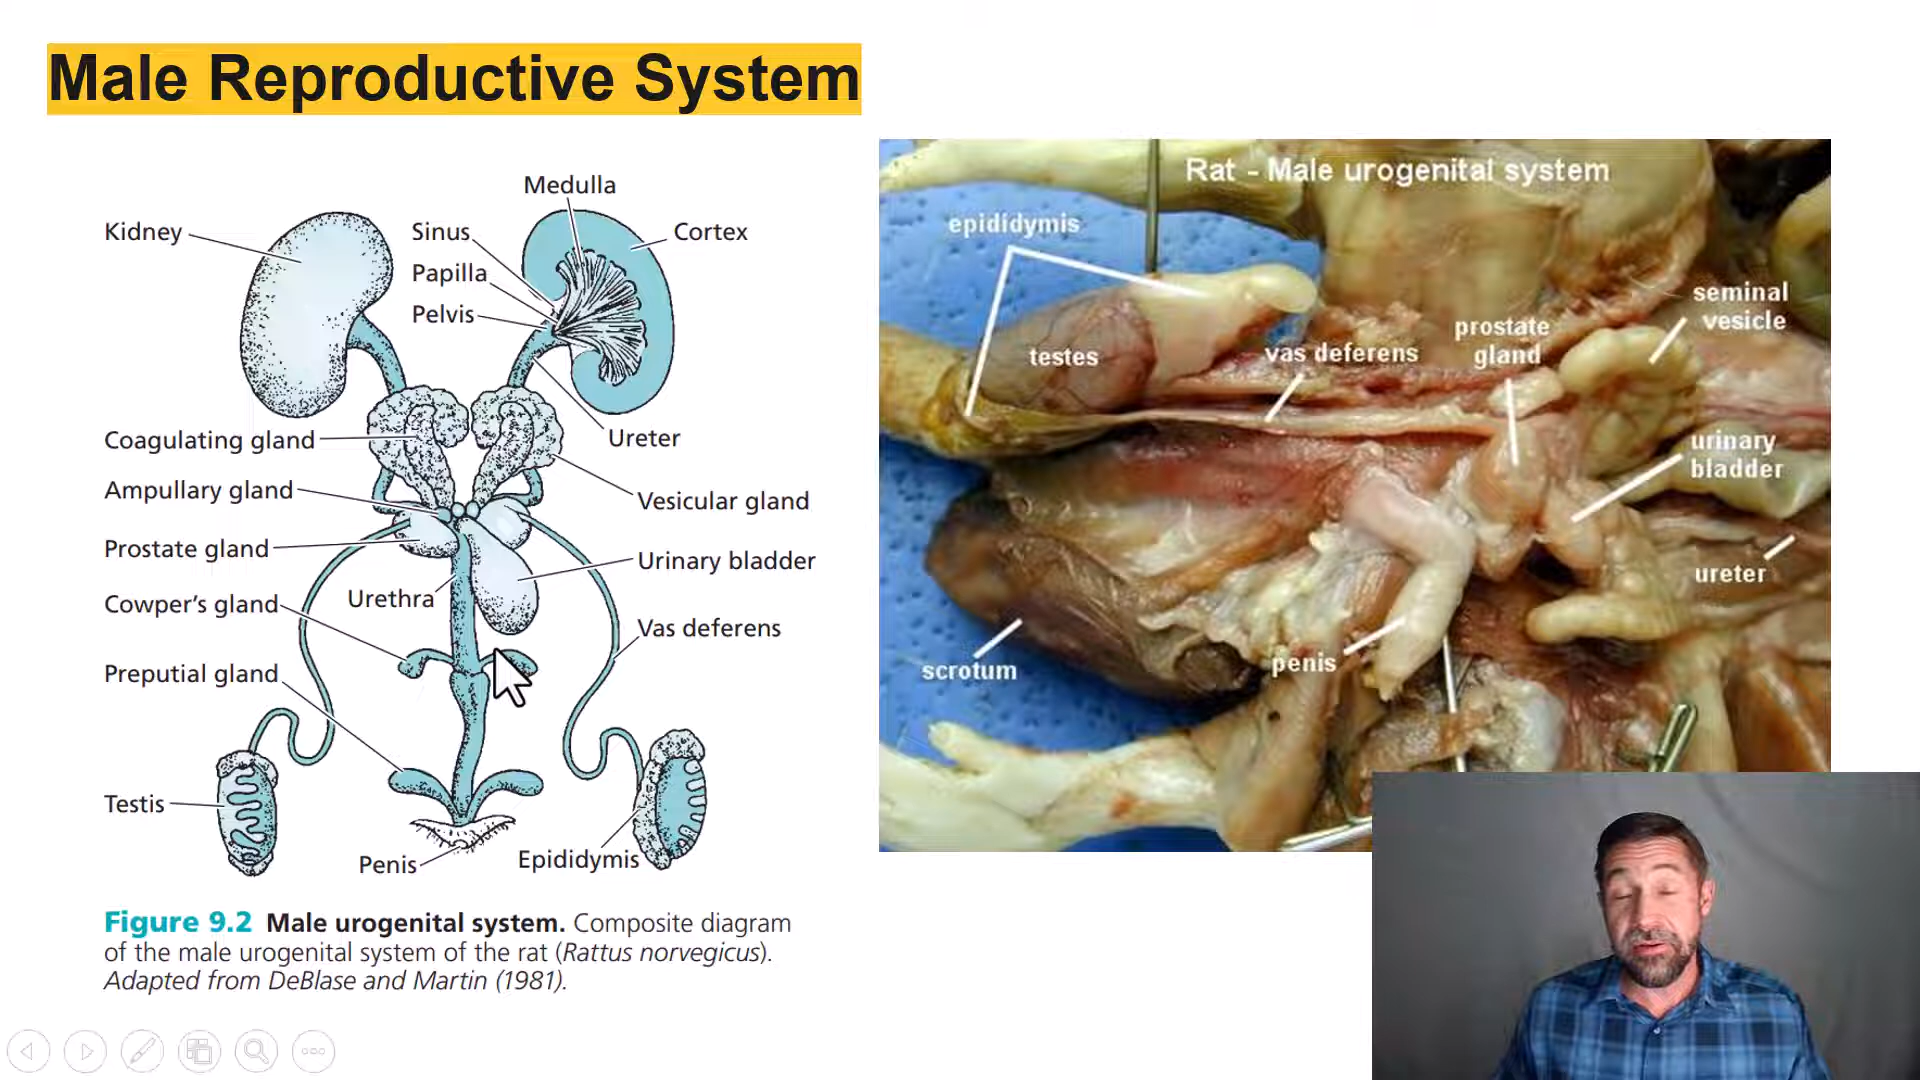 Male Reproductive System
Medulla
Kidney
Sinus
Cortex
Papilla
Pelvis
Coagulating gland
Ureter
Ampullary gland
Vesicular gland
Prostate gland
Urinary bladder
Cowper's gland
Urethra
Vas deferens
Preputial gland
Testis
Penis
Epididymis
Figure 9.2 Male urogenital system. Composite diagram
of the male urogenital system of the rat (Rattus norvegicus).
Adapted from DeBlase and Martin (1981).
Rat - Male urogenital system
epididymis
seminal
vesicle
prostate
gland
testes
vas deferens
urinary
bladder
ureter
scrotum
penis